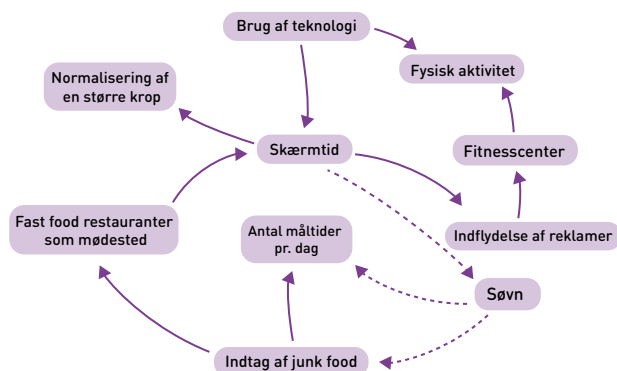 Brug af teknologi
Fysisk aktivitet
Normalisering af
en større krop
Skærmtid
Fitnesscenter
Fast food restauranter
som mødested
Antal måltider
pr. dag
Indflydelse af reklamer
Søvn
Indtag af junk food